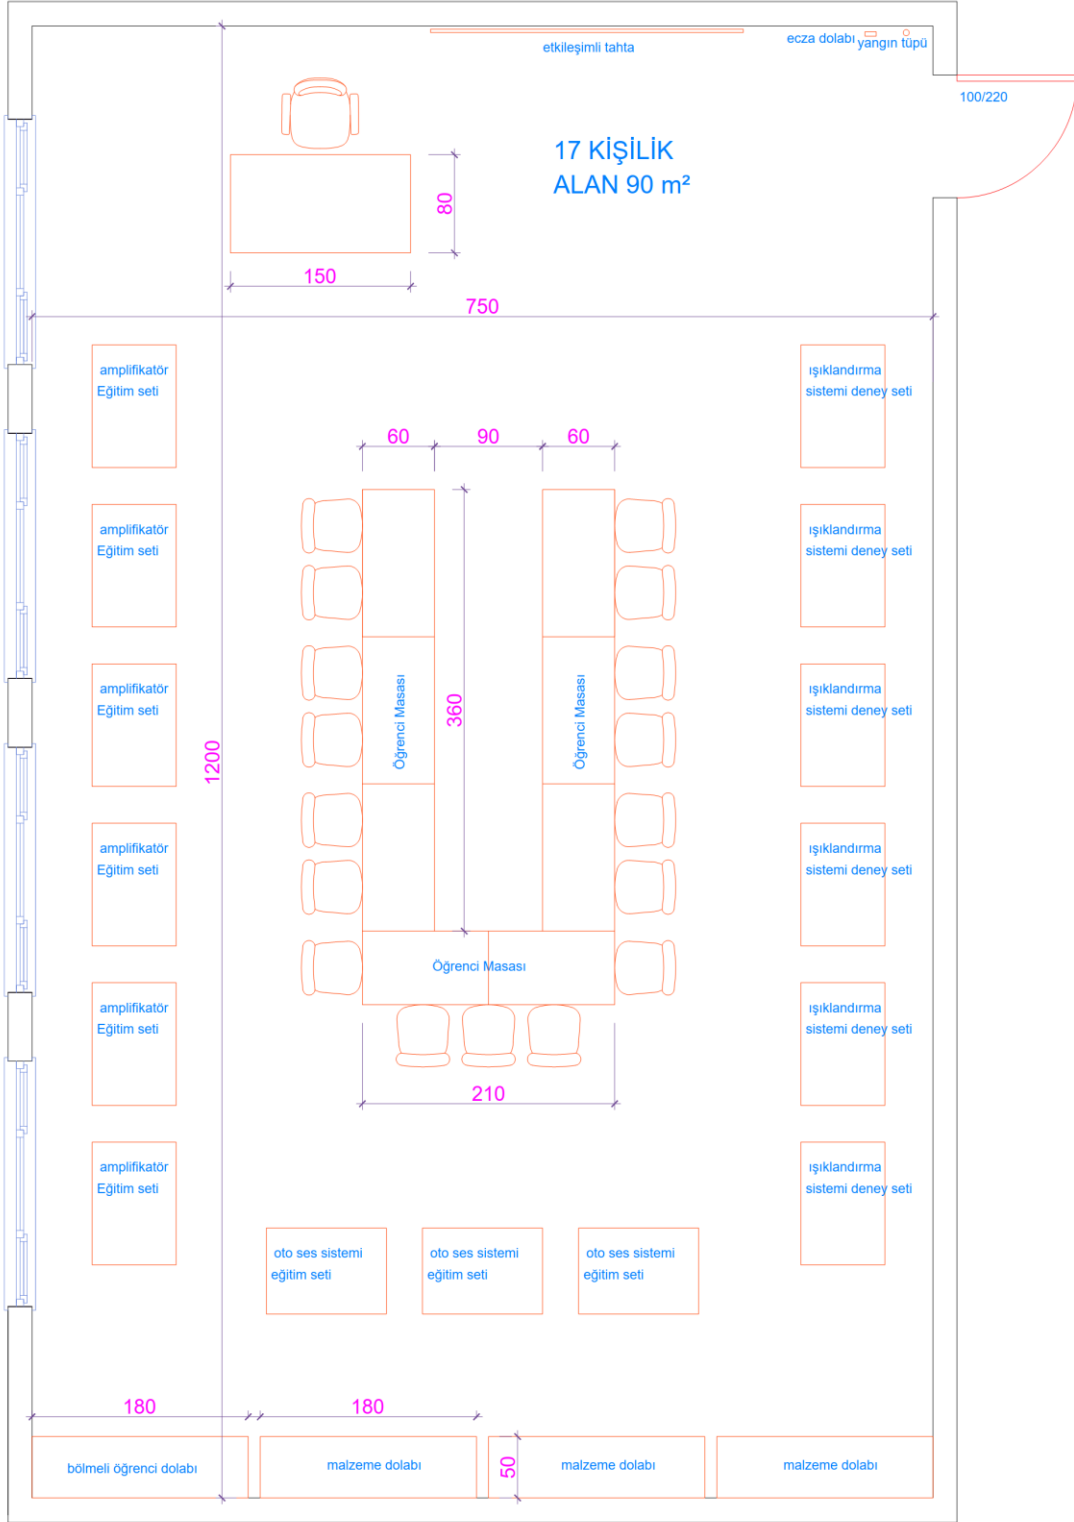 etkileşimli tahta
ecza dolabı
yangın tüpü
100/220
17 KİŞİLİK
ALAN 90 m²
80
150
750
amplifikatör
Eğitim seti
ışıklandırma
sistemi deney seti
60
90
60
amplifikatör
Eğitim seti
ışıklandırma
sistemi deney seti
amplifikatör
Eğitim seti
Öğrenci Masası
360
Öğrenci Masası
ışıklandırma
sistemi deney seti
1200
amplifikatör
Eğitim seti
ışıklandırma
sistemi deney seti
Öğrenci Masası
amplifikatör
Eğitim seti
ışıklandırma
sistemi deney seti
210
amplifikatör
Eğitim seti
ışıklandırma
sistemi deney seti
oto ses sistemi
eğitim seti
oto ses sistemi
eğitim seti
oto ses sistemi
eğitim seti
180
180
bölmeli öğrenci dolabı
malzeme dolabı
50
malzeme dolabı
malzeme dolabı